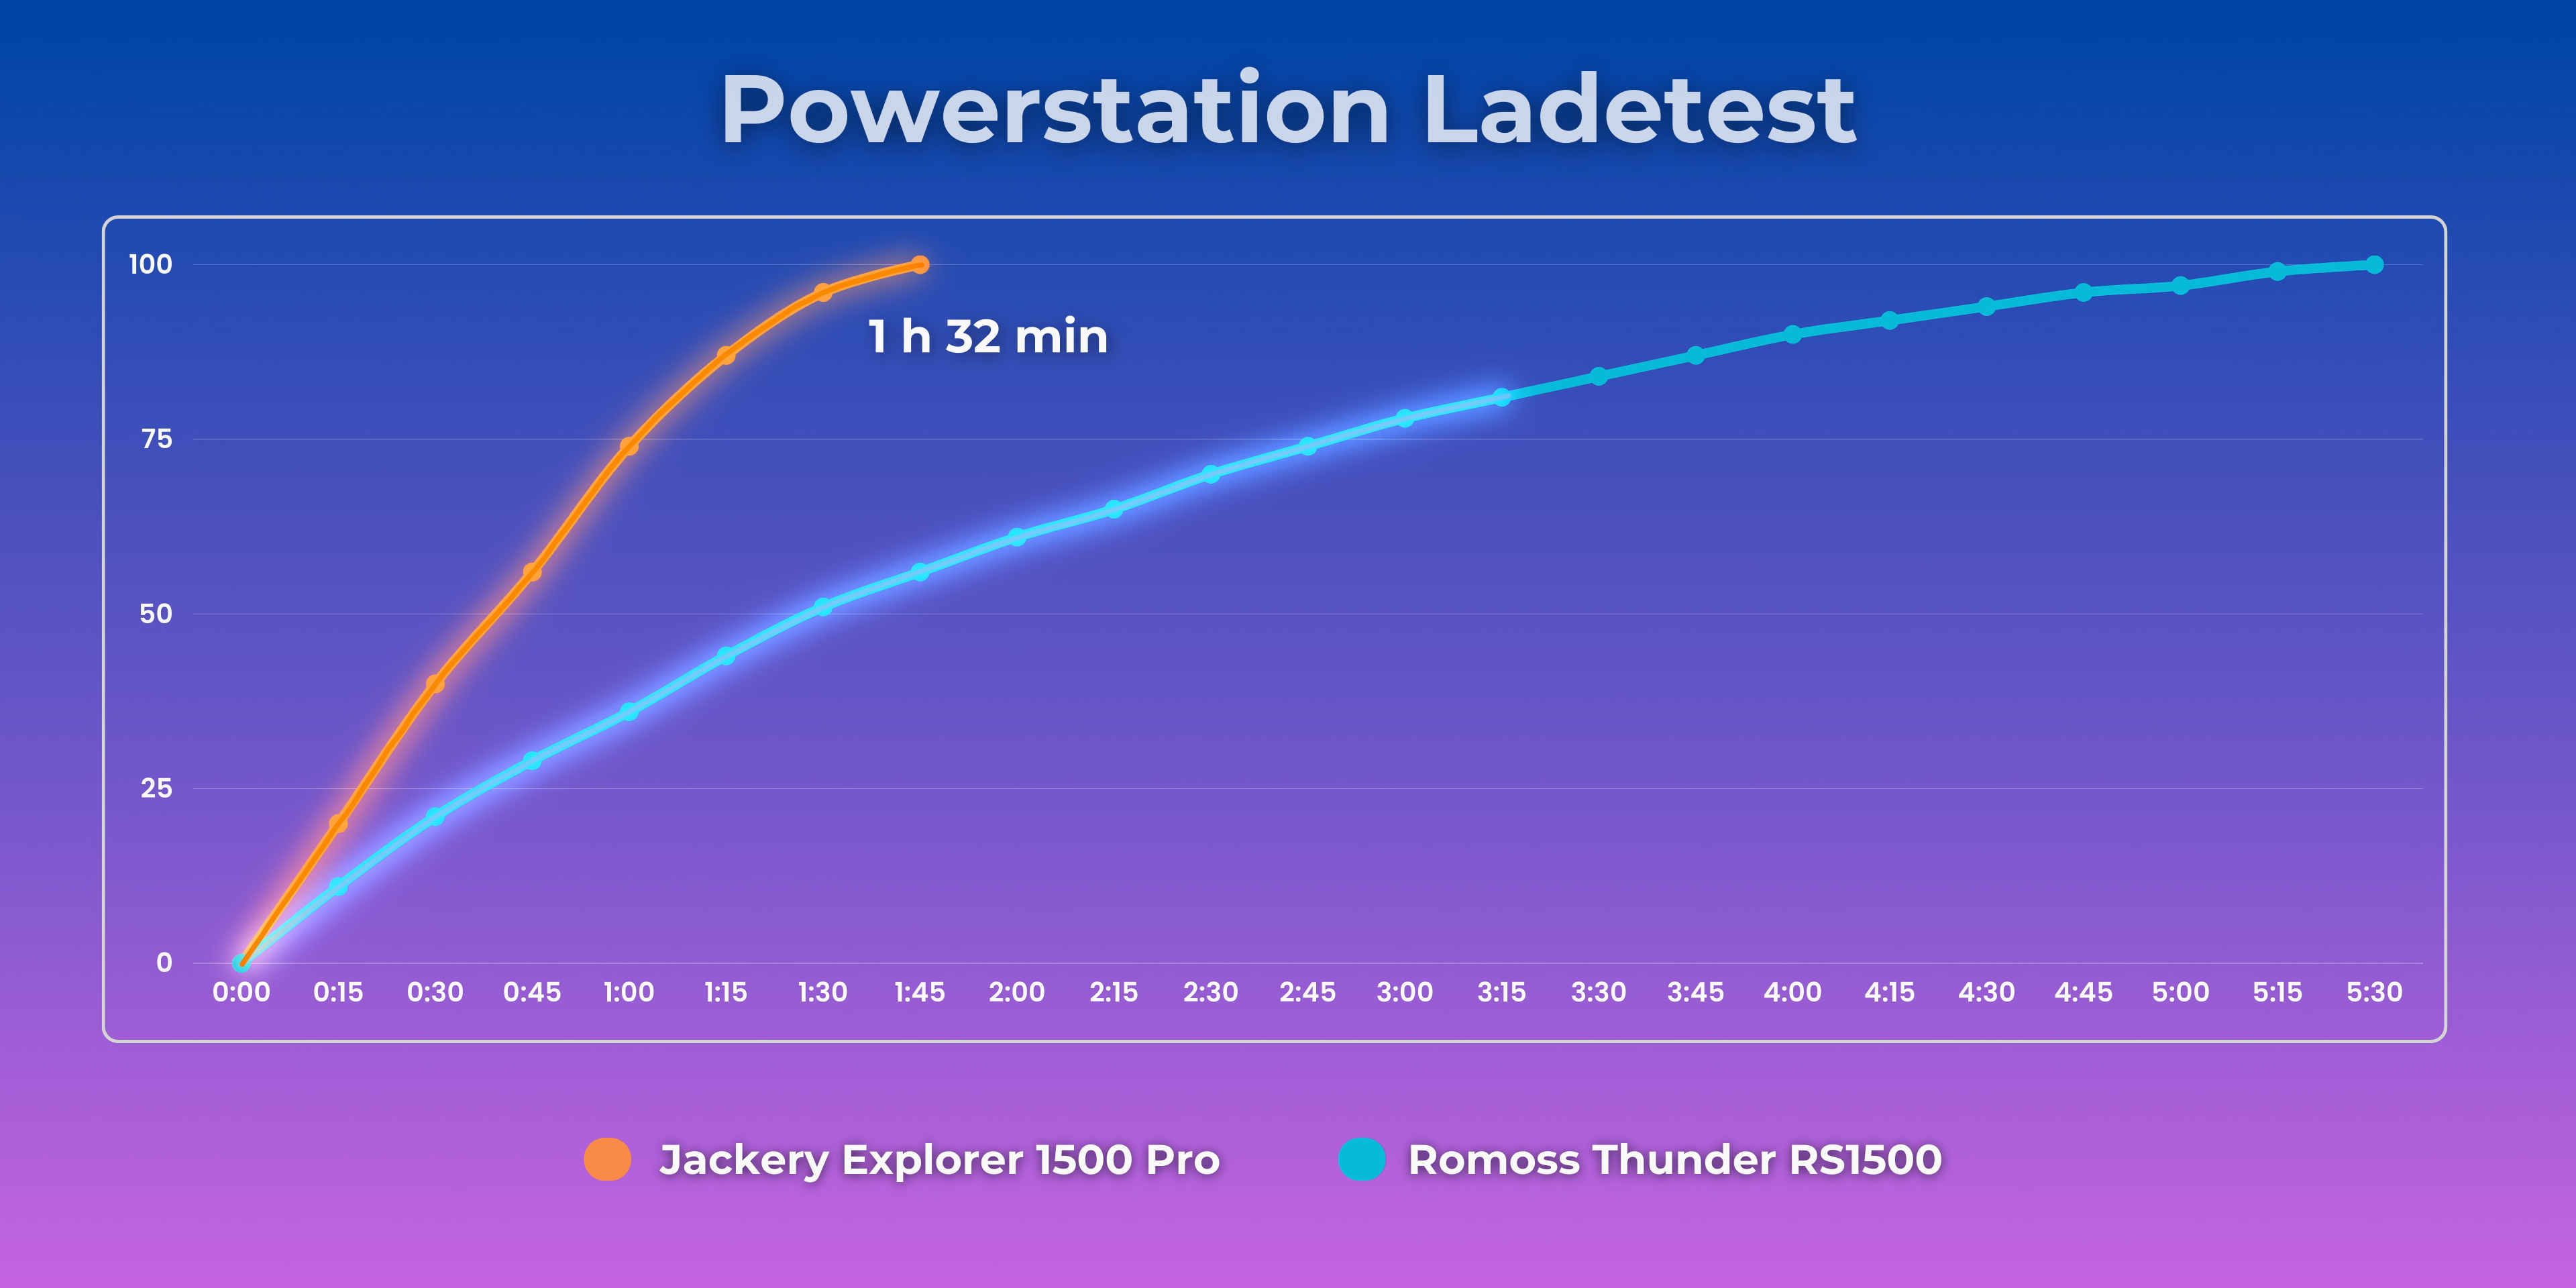 Powerstation Ladetest
100
1 h 32 min
75
50
25
0
0:00 0:15 0:30 0:45 1:00 1:15 1:30 1:45 2:00 2:15 2:30 2:45 3:00 3:15 3:30 3:45 4:00 4:15 4:30 4:45 5:00 5:15 5:30
Jackery Explorer 1500 Pro Romoss Thunder RS1500